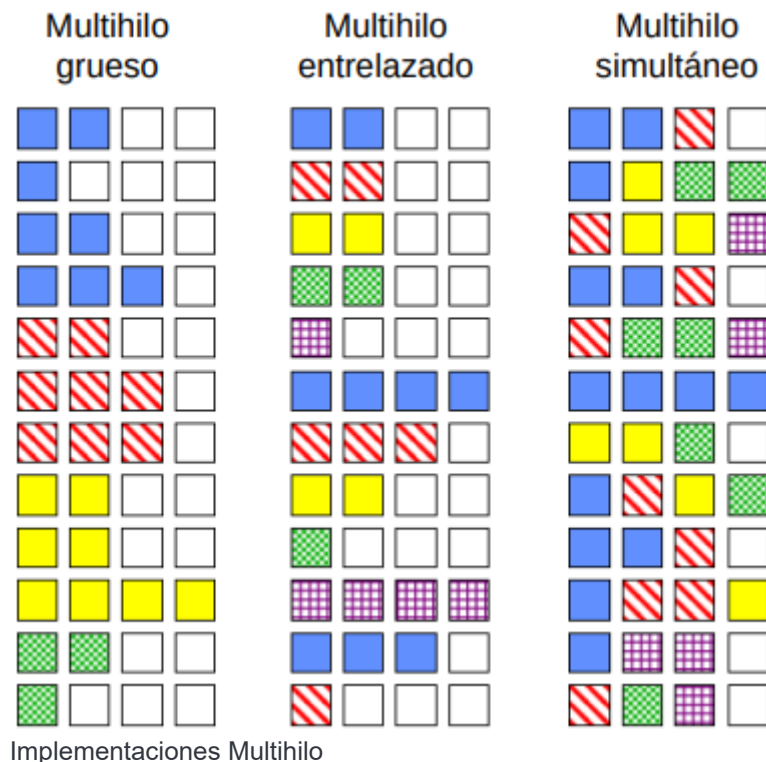 Multihilo
grueso
Multihilo
entrelazado
Multihilo
simultáneo
Implementaciones Multihilo